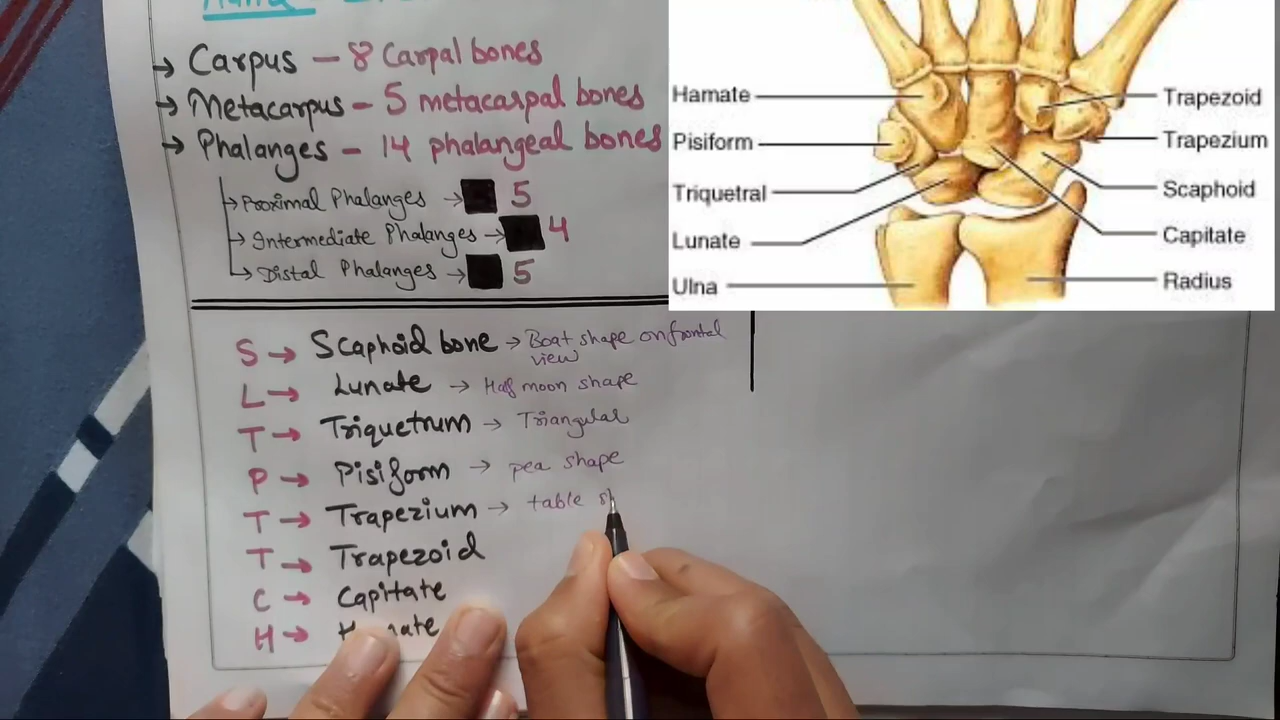 → Carpus – 8 Carpal bones
→ Metacarpus – 5 metacarpal bones
→ Phalanges – 14 phalangeal bones
→ Proximal Phalanges → 5
→ Intermediate Phalanges → 4
→ Distal Phalanges → 5
S → Scaphoid bone → Boat shape on frontal
view
L → Lunate → Half moon shape
T → Triquetrum → Triangular
P → Pisiform → pea shape
T → Trapezium → table s
T → Trapezoid
C → Capitate
H →
Hamate
Pisiform
Triquetral
Lunate
Ulna
Trapezoid
Trapezium
Scaphoid
Capitate
Radius